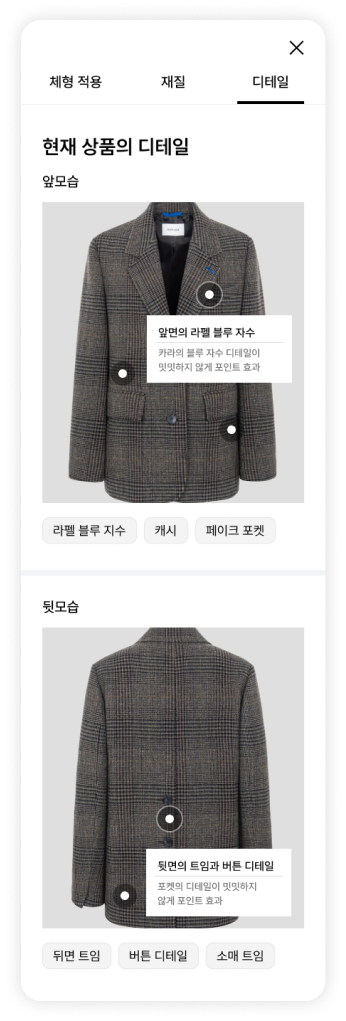 체형 적용
재질
디테일
현재 상품의 디테일
앞모습
앞면의 라펠 블루 자수
카라의 블루 자수 디테일이
밋밋하지 않게 포인트 효과
라펠 블루 지수
캐시
페이크 포켓
뒷모습
뒷면의 트임과 버튼 디테일
포켓의 디테일이 밋밋하지
않게 포인트 효과
뒤면 트임
버튼 디테일
소매 트임